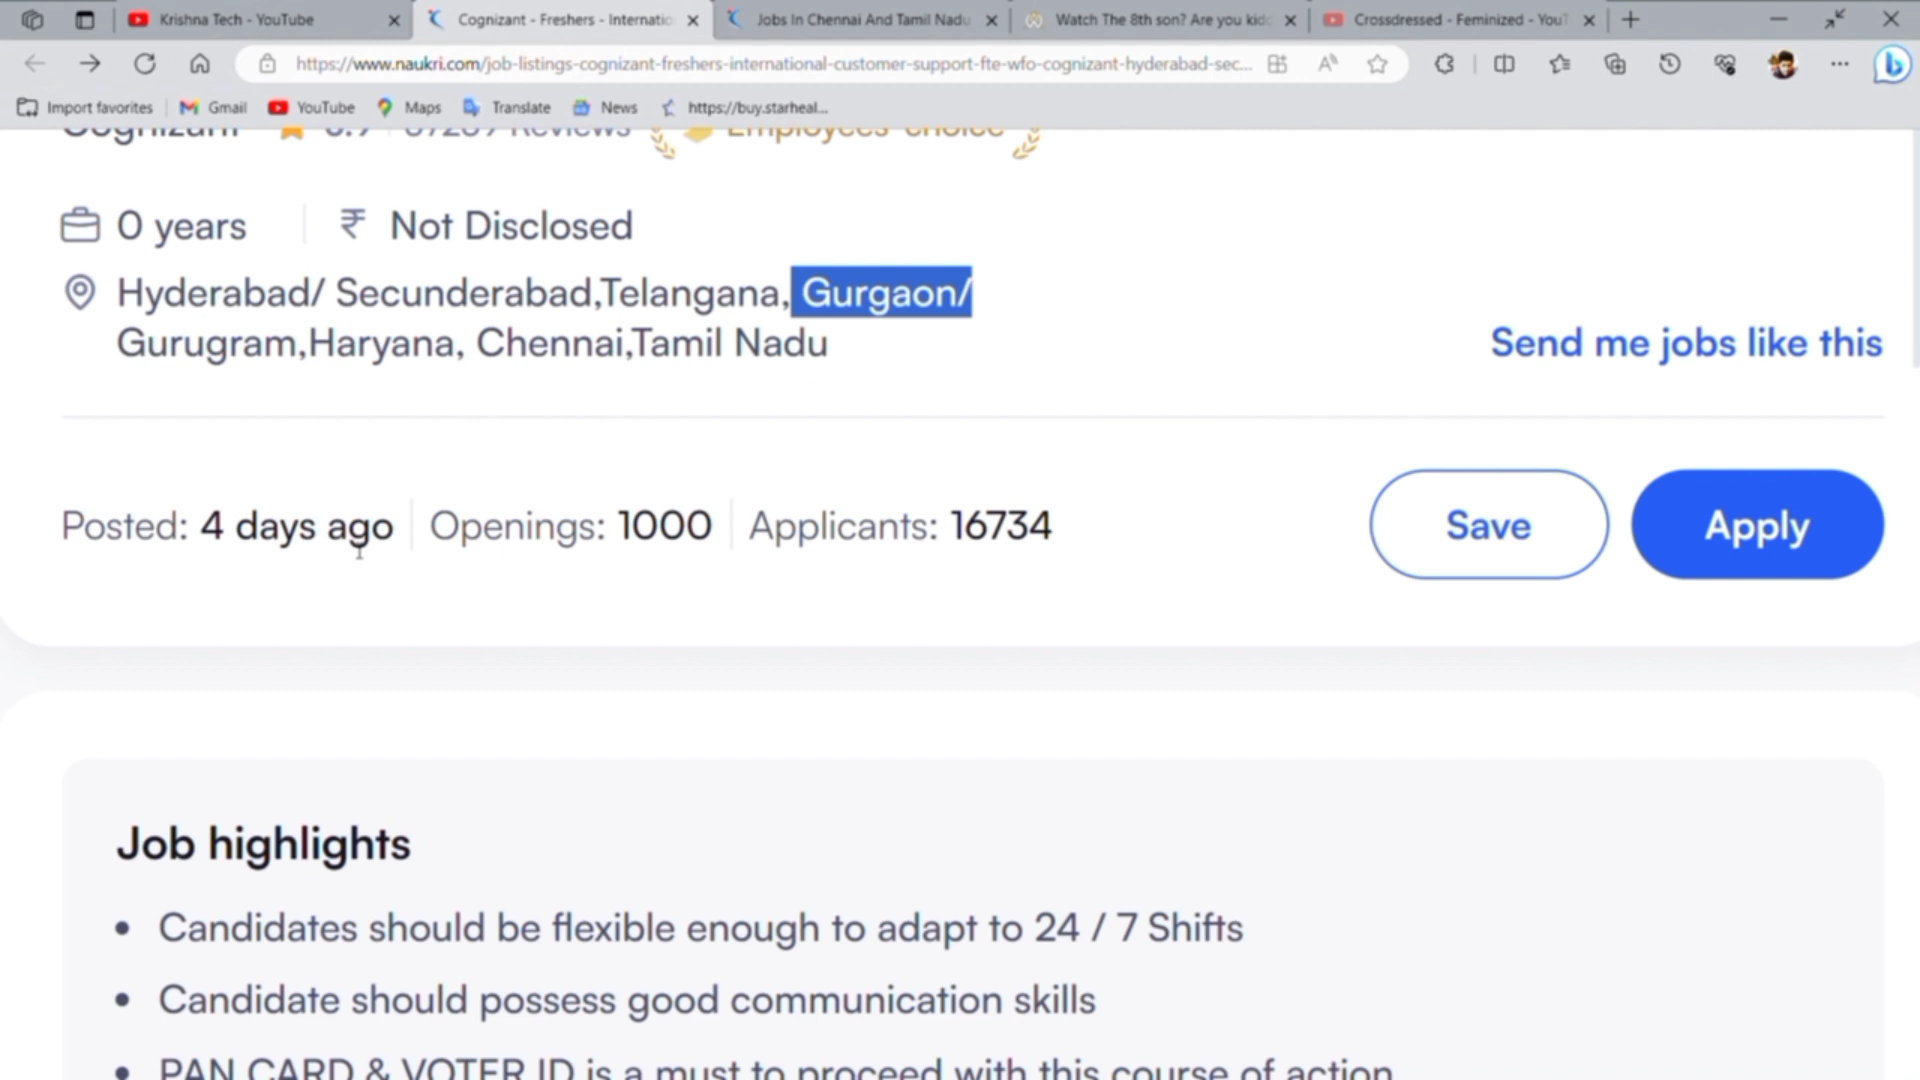 Krishna Tech - YouTube
Cognizant - Freshers - Internatio
Jobs In Chennai And Tamil Nadu
Watch The 8th son? Are you kid
Crossdressed - Feminized - You
https://www.naukri.com/job-listings-cognizant-freshers-international-customer-support-fte-wfo-cognizant-hyderabad-sec...
Import favorites
Gmail
YouTube
Maps
Translate
News
https://buy.starheal...
Cognizant
Reviews
Employees' choice
0 years
₹ Not Disclosed
Hyderabad/ Secunderabad,Telangana, Gurgaon/
Gurugram,Haryana, Chennai,Tamil Nadu
Send me jobs like this
Posted: 4 days ago
Openings: 1000
Applicants: 16734
Save
Apply
Job highlights
• Candidates should be flexible enough to adapt to 24 / 7 Shifts
• Candidate should possess good communication skills
• PAN CARD & VOTER ID is a must to proceed with this course of action